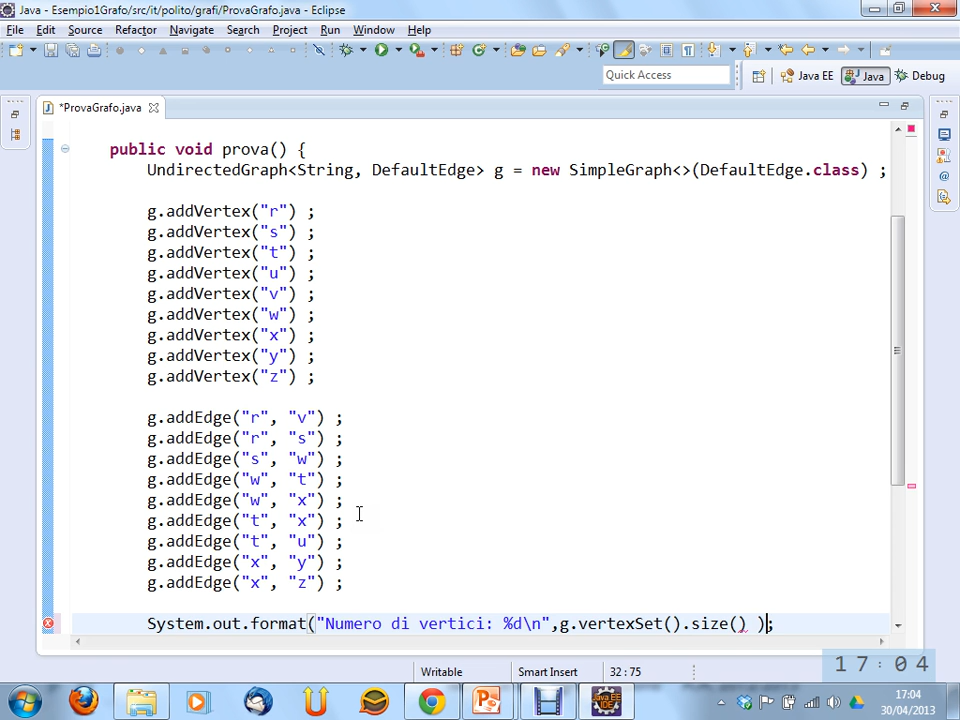 Java - Esempio1Grafo/src/it/polito/grafi/ProvaGrafo.java - Eclipse
File Edit Source Refactor Navigate Search Project Run Window Help
Quick Access
Java EE Java Debug
*ProvaGrafo.java
public void prova() {
UndirectedGraph<String, DefaultEdge> g = new SimpleGraph<>(DefaultEdge.class) ;
g.addVertex("r") ;
g.addVertex("s") ;
g.addVertex("t") ;
g.addVertex("u") ;
g.addVertex("v") ;
g.addVertex("w") ;
g.addVertex("x") ;
g.addVertex("y") ;
g.addVertex("z") ;
g.addEdge("r", "v") ;
g.addEdge("r", "s") ;
g.addEdge("s", "w") ;
g.addEdge("w", "t") ;
g.addEdge("w", "x") ;
g.addEdge("t", "x") ;
g.addEdge("t", "u") ;
g.addEdge("x", "y") ;
g.addEdge("x", "z") ;
System.out.format("Numero di vertici: %d\n",g.vertexSet().size() );
Writable Smart Insert 32 : 75
17:04
17:04
30/04/2013